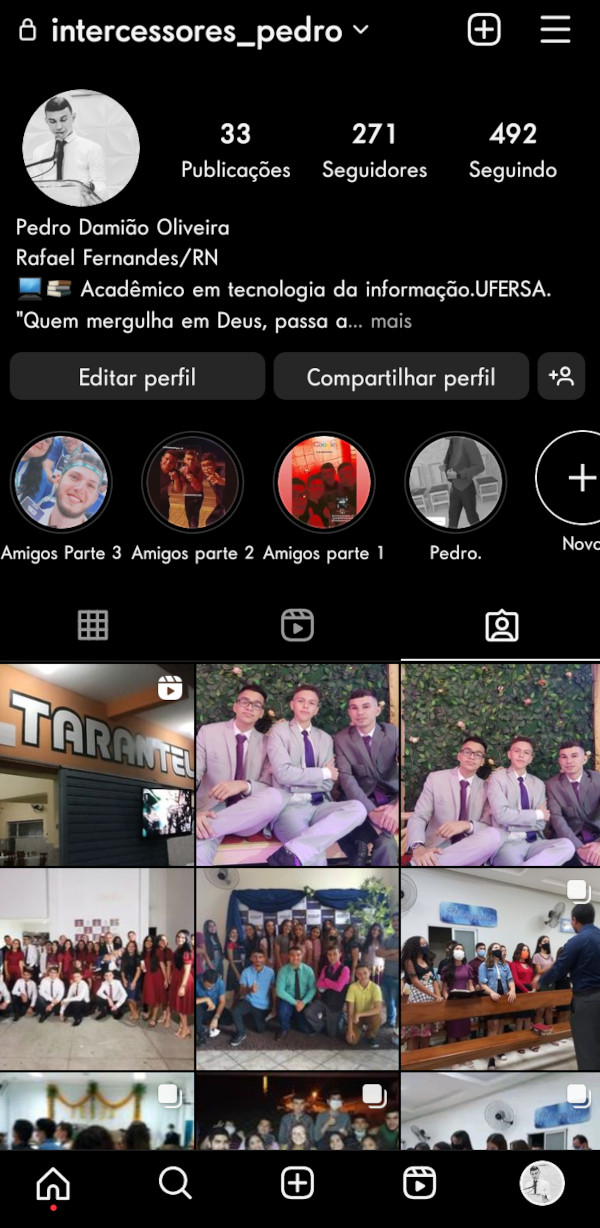 intercessores_pedro
33 271 492
Publicações Seguidores Seguindo
Pedro Damião Oliveira
Rafael Fernandes/RN
Acadêmico em tecnologia da informação.UFERSA.
"Quem mergulha em Deus, passa a... mais
Editar perfil Compartilhar perfil
Amigos Parte 3 Amigos parte 2 Amigos parte 1 Pedro. Novo
TARANTEL